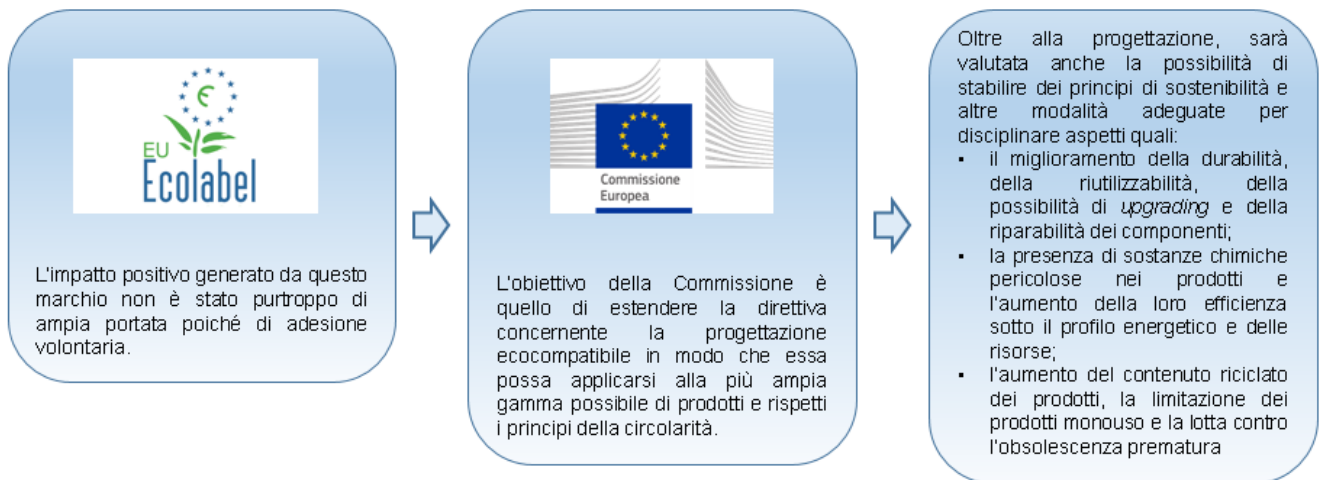 EU
Ecolabel
L'impatto positivo generato da questo
marchio non è stato purtroppo di
ampia portata poiché di adesione
volontaria.
Commissione
Europea
L'obiettivo della Commissione è
quello di estendere la direttiva
concernente la progettazione
ecocompatibile in modo che essa
possa applicarsi alla più ampia
gamma possibile di prodotti e rispetti
i principi della circolarità.
Oltre alla progettazione, sarà
valutata anche la possibilità di
stabilire dei principi di sostenibilità e
altre modalità adeguate per
disciplinare aspetti quali:
▪ il miglioramento della durabilità,
della riutilizzabilità, della
possibilità di upgrading e della
riparabilità dei componenti;
▪ la presenza di sostanze chimiche
pericolose nei prodotti e
l'aumento della loro efficienza
sotto il profilo energetico e delle
risorse;
▪ l'aumento del contenuto riciclato
dei prodotti, la limitazione dei
prodotti monouso e la lotta contro
l'obsolescenza prematura